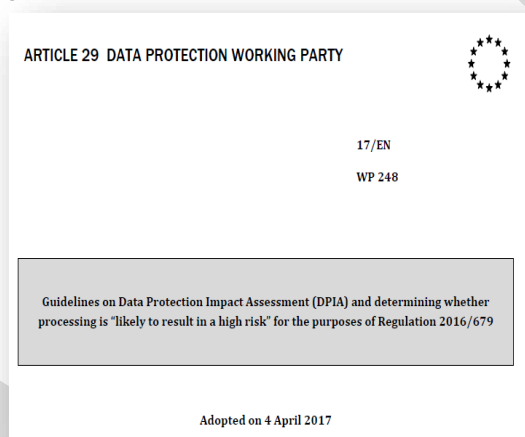 ARTICLE 29 DATA PROTECTION WORKING PARTY
17/EN
WP 248
Guidelines on Data Protection Impact Assessment (DPIA) and determining whether
processing is “likely to result in a high risk” for the purposes of Regulation 2016/679
Adopted on 4 April 2017